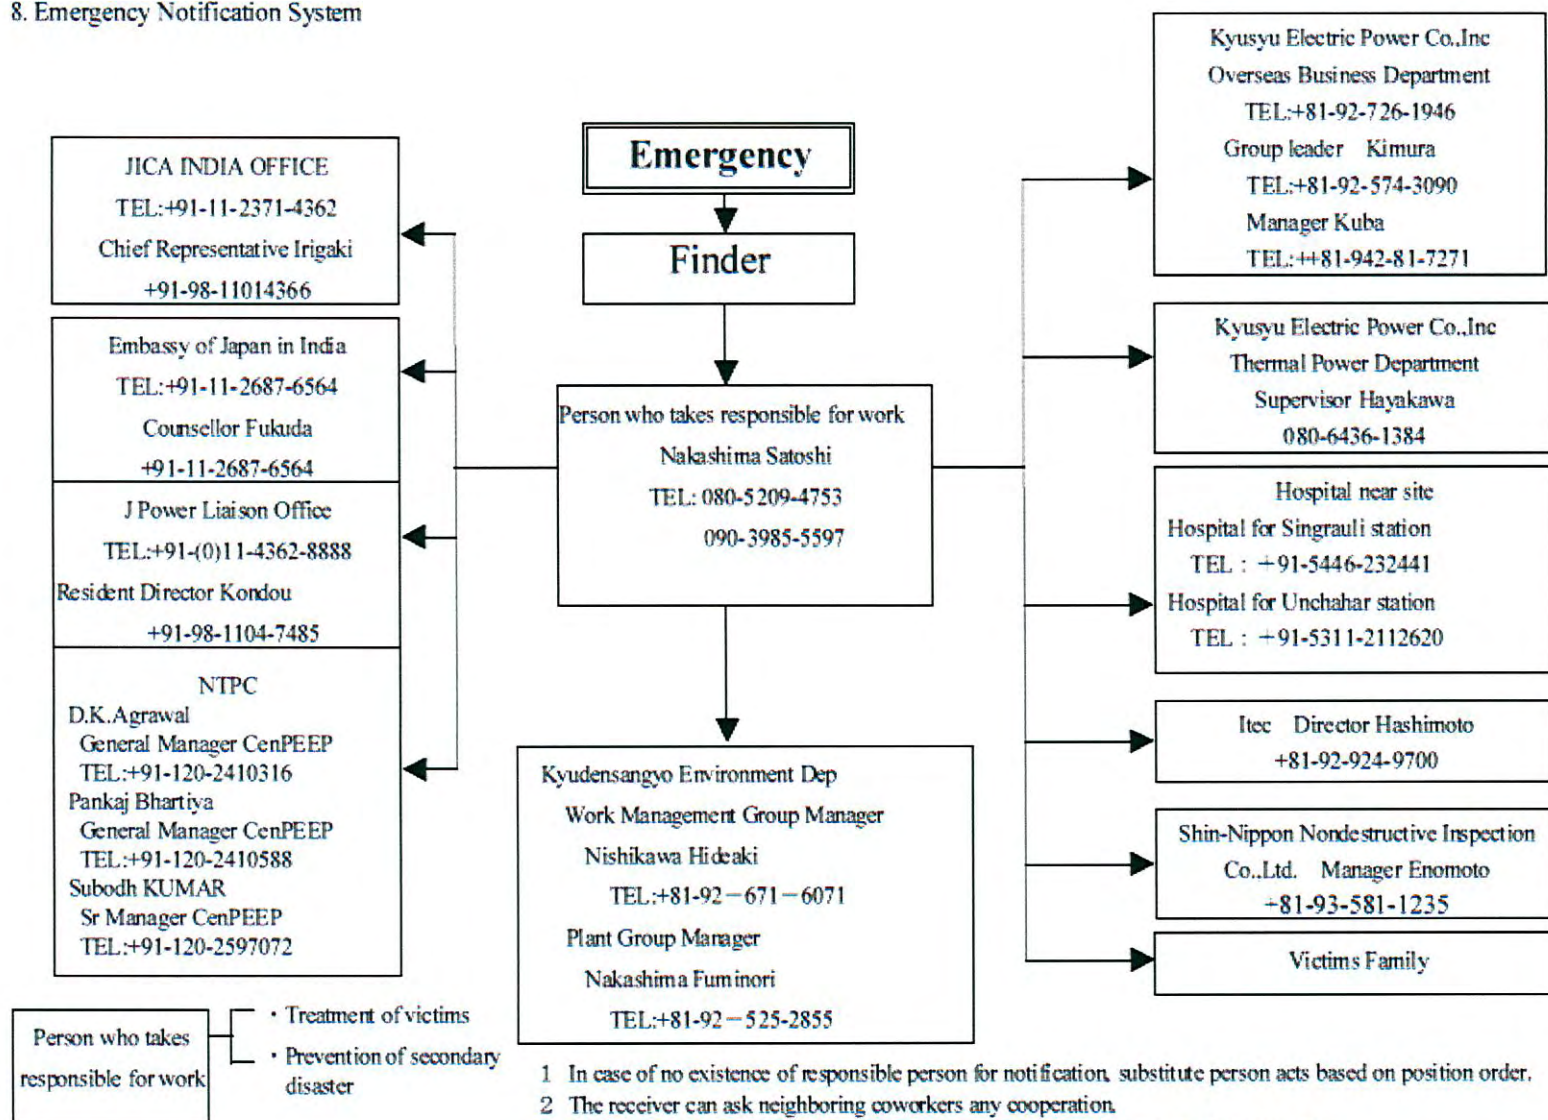 8. Emergency Notification System
Emergency
Finder
Person who takes responsible for work
Nakashima Satoshi
TEL: 080-5209-4753
090-3985-5597
JICA INDIA OFFICE
TEL:+91-11-2371-4362
Chief Representative Irigaki
+91-98-11014366
Embassy of Japan in India
TEL:+91-11-2687-6564
Counsellor Fukuda
+91-11-2687-6564
J Power Liaison Office
TEL:+91-(0)11-4362-8888
Resident Director Kondou
+91-98-1104-7485
NTPC
D.K.Agrawal
General Manager CenPEEP
TEL:+91-120-2410316
Pankaj Bhartiya
General Manager CenPEEP
TEL:+91-120-2410588
Subodh KUMAR
Sr Manager CenPEEP
TEL:+91-120-2597072
Kyudensangyo Environment Dep
Work Management Group Manager
Nishikawa Hideaki
TEL:+81-92－671－6071
Plant Group Manager
Nakashima Fuminori
TEL:+81-92－525-2855
Kyusyu Electric Power Co.,Inc
Overseas Business Department
TEL:+81-92-726-1946
Group leader Kimura
TEL:+81-92-574-3090
Manager Kuba
TEL:++81-942-81-7271
Kyusyu Electric Power Co.,Inc
Thermal Power Department
Supervisor Hayakawa
080-6436-1384
Hospital near site
Hospital for Singrauli station
TEL : +91-5446-232441
Hospital for Unchahar station
TEL : +91-5311-2112620
Itec Director Hashimoto
+81-92-924-9700
Shin-Nippon Nondestructive Inspection
Co.,Ltd. Manager Enomoto
+81-93-581-1235
Victims Family
Person who takes
responsible for work
・Treatment of victims
・Prevention of secondary
disaster
1 In case of no existence of responsible person for notification, substitute person acts based on position order.
2 The receiver can ask neighboring coworkers any cooperation.